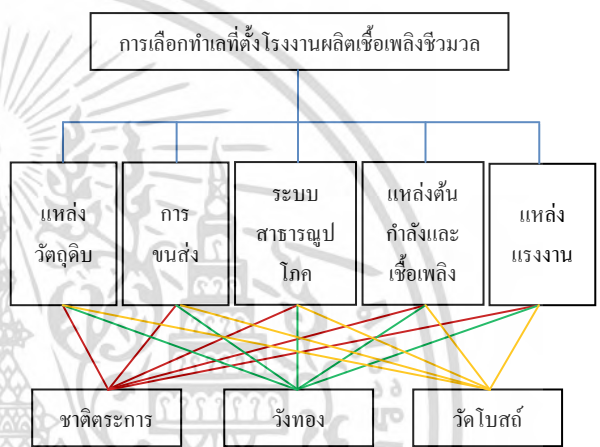 การเลือกทำเลที่ตั้งโรงงานผลิตเชื้อเพลิงชีวมวล
แหล่ง
วัตถุดิบ
การ
ขนส่ง
ระบบ
สาธารณูป
โภค
แหล่งต้น
กำลังและ
เชื้อเพลิง
แหล่ง
แรงงาน
ชาติตระการ
วังทอง
วัดโบสถ์